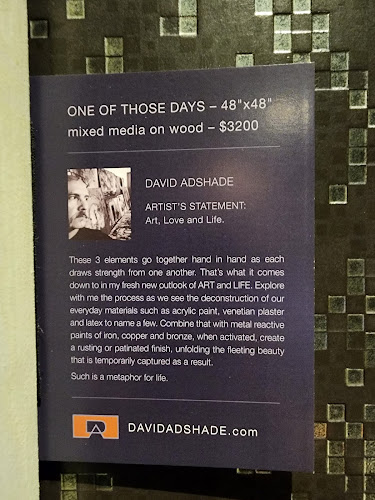 ONE OF THOSE DAYS – 48"x48"
mixed media on wood – $3200
DAVID ADSHADE
ARTIST'S STATEMENT:
Art, Love and Life.
These 3 elements go together hand in hand as each
draws strength from one another. That's what it comes
down to in my fresh new outlook of ART and LIFE. Explore
with me the process as we see the deconstruction of our
everyday materials such as acrylic paint, venetian plaster
and latex to name a few. Combine that with metal reactive
paints of iron, copper and bronze, when activated, create
a rusting or patinated finish, unfolding the fleeting beauty
that is temporarily captured as a result.
Such is a metaphor for life.
DAVIDADSHADE.com